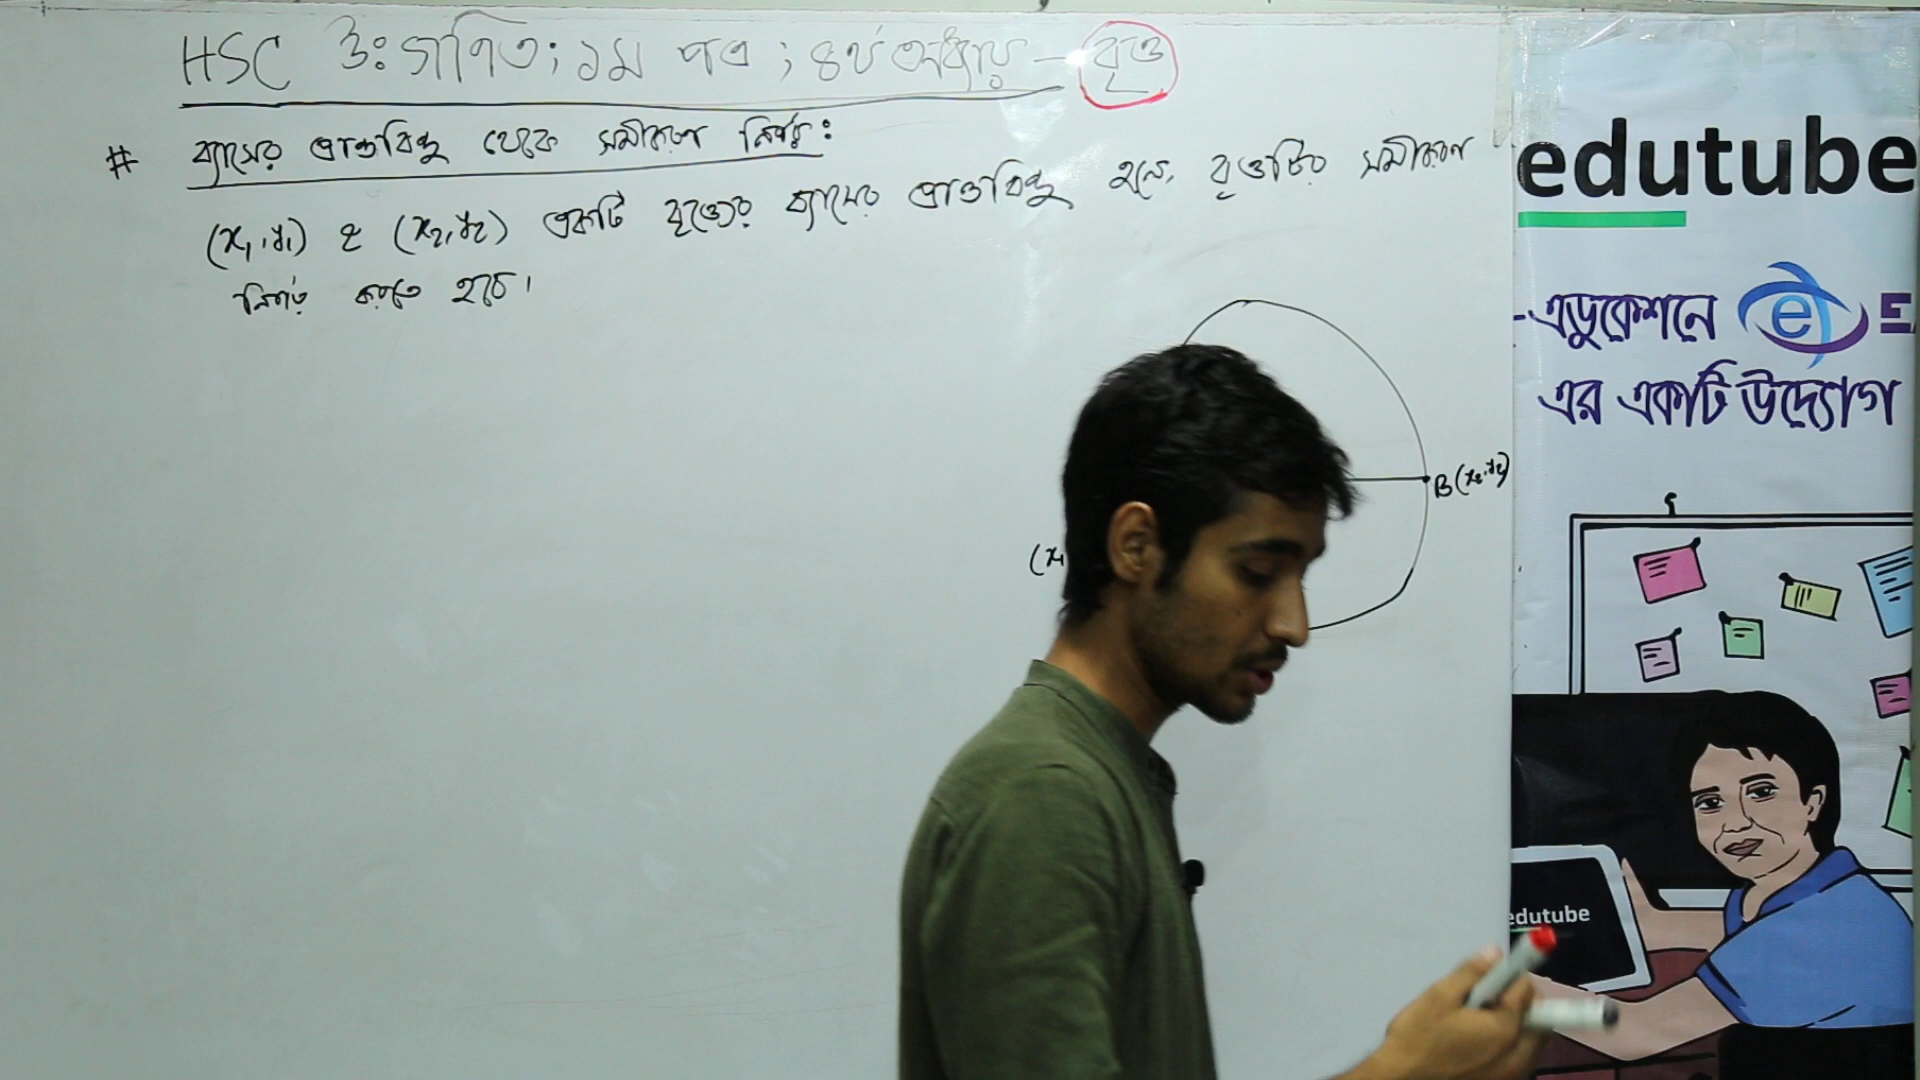 HSC উঃ গণিত; ১ম পত্র; ৪র্থ অধ্যায় - বৃত্ত
# ব্যাসের প্রান্তবিন্দু থেকে সমীকরণ নির্ণয়:
(x₁,y₁) ও (x₂,y₂) একটি বৃত্তের ব্যাসের প্রান্তবিন্দু হলে, বৃত্তটির সমীকরণ
নির্ণয় করতে হবে।
B(x₂,y₂)
(x₁
edutube
-এডুকেশনে e
এর একটি উদ্যোগ
edutube